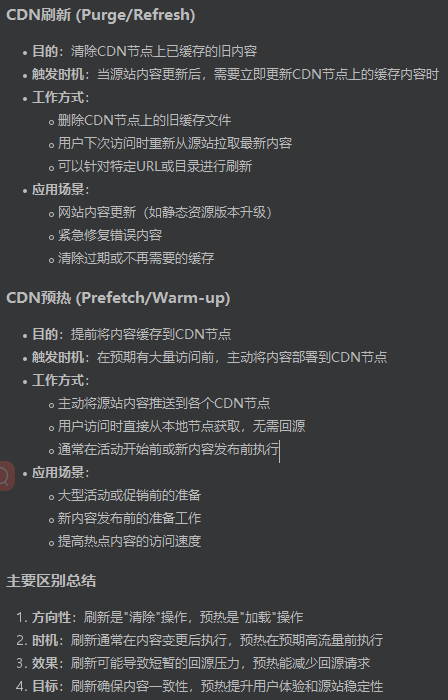 CDN刷新 (Purge/Refresh)
• 目的：清除CDN节点上已缓存的旧内容
• 触发时机：当源站内容更新后，需要立即更新CDN节点上的缓存内容时
• 工作方式：
○ 删除CDN节点上的旧缓存文件
○ 用户下次访问时重新从源站拉取最新内容
○ 可以针对特定URL或目录进行刷新
• 应用场景：
○ 网站内容更新（如静态资源版本升级）
○ 紧急修复错误内容
○ 清除过期或不再需要的缓存
CDN预热 (Prefetch/Warm-up)
• 目的：提前将内容缓存到CDN节点
• 触发时机：在预期有大量访问前，主动将内容部署到CDN节点
• 工作方式：
○ 主动将源站内容推送到各个CDN节点
○ 用户访问时直接从本地节点获取，无需回源
○ 通常在活动开始前或新内容发布前执行
• 应用场景：
○ 大型活动或促销前的准备
○ 新内容发布前的准备工作
○ 提高热点内容的访问速度
主要区别总结
1. 方向性：刷新是"清除"操作，预热是"加载"操作
2. 时机：刷新通常在内容变更后执行，预热在预期高流量前执行
3. 效果：刷新可能导致短暂的回源压力，预热能减少回源请求
4. 目标：刷新确保内容一致性，预热提升用户体验和源站稳定性